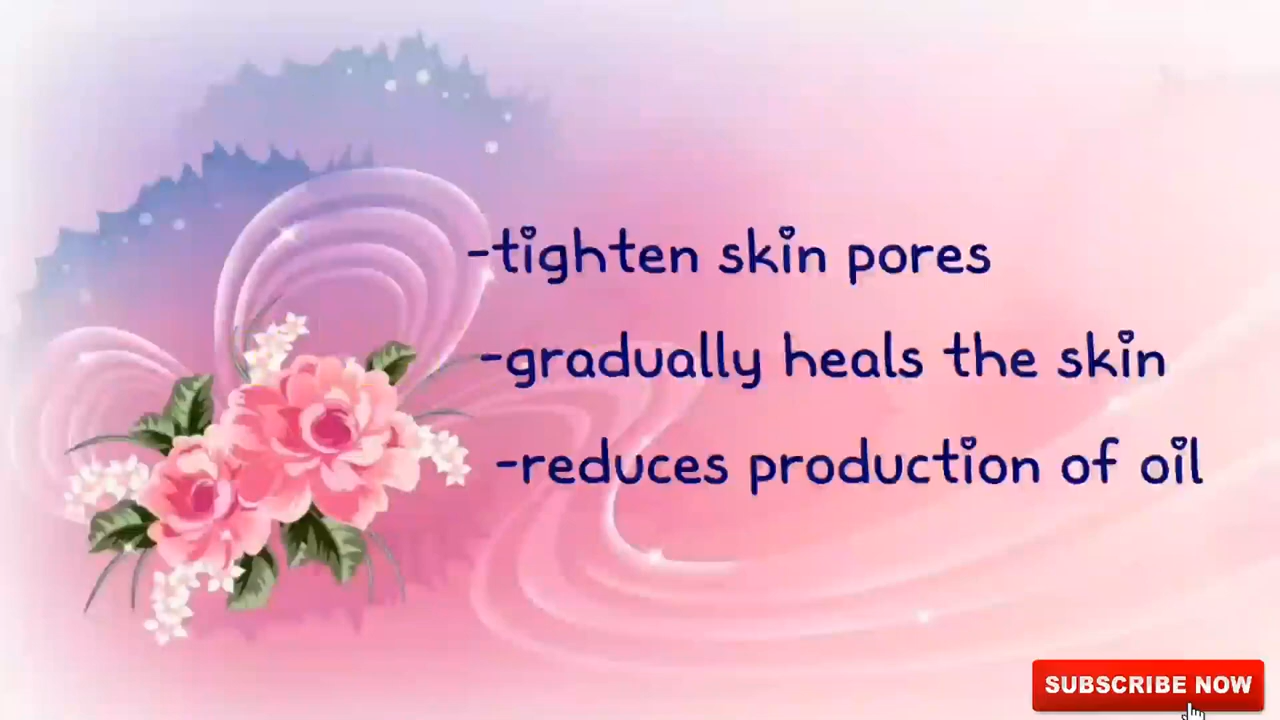 -tighten skin pores
-gradually heals the skin
-reduces production of oil
SUBSCRIBE NOW